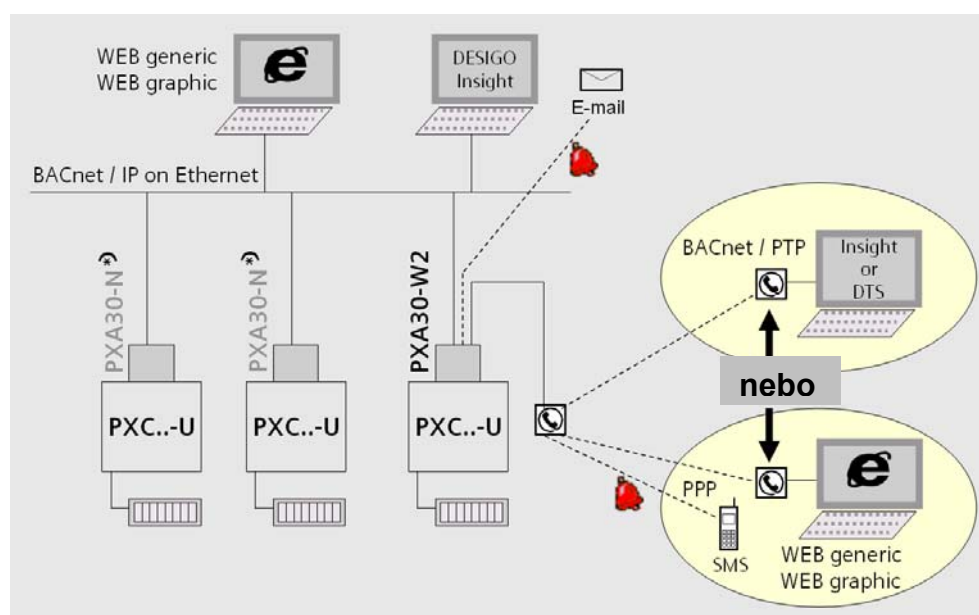 WEB generic
WEB graphic
DESIGO
Insight
E-mail
BACnet / IP on Ethernet
PXA30-N*)
PXA30-N*)
PXA30-W2
BACnet / PTP
Insight
or
DTS
nebo
PXC..-U
PXC..-U
PXC..-U
PPP
SMS
WEB generic
WEB graphic